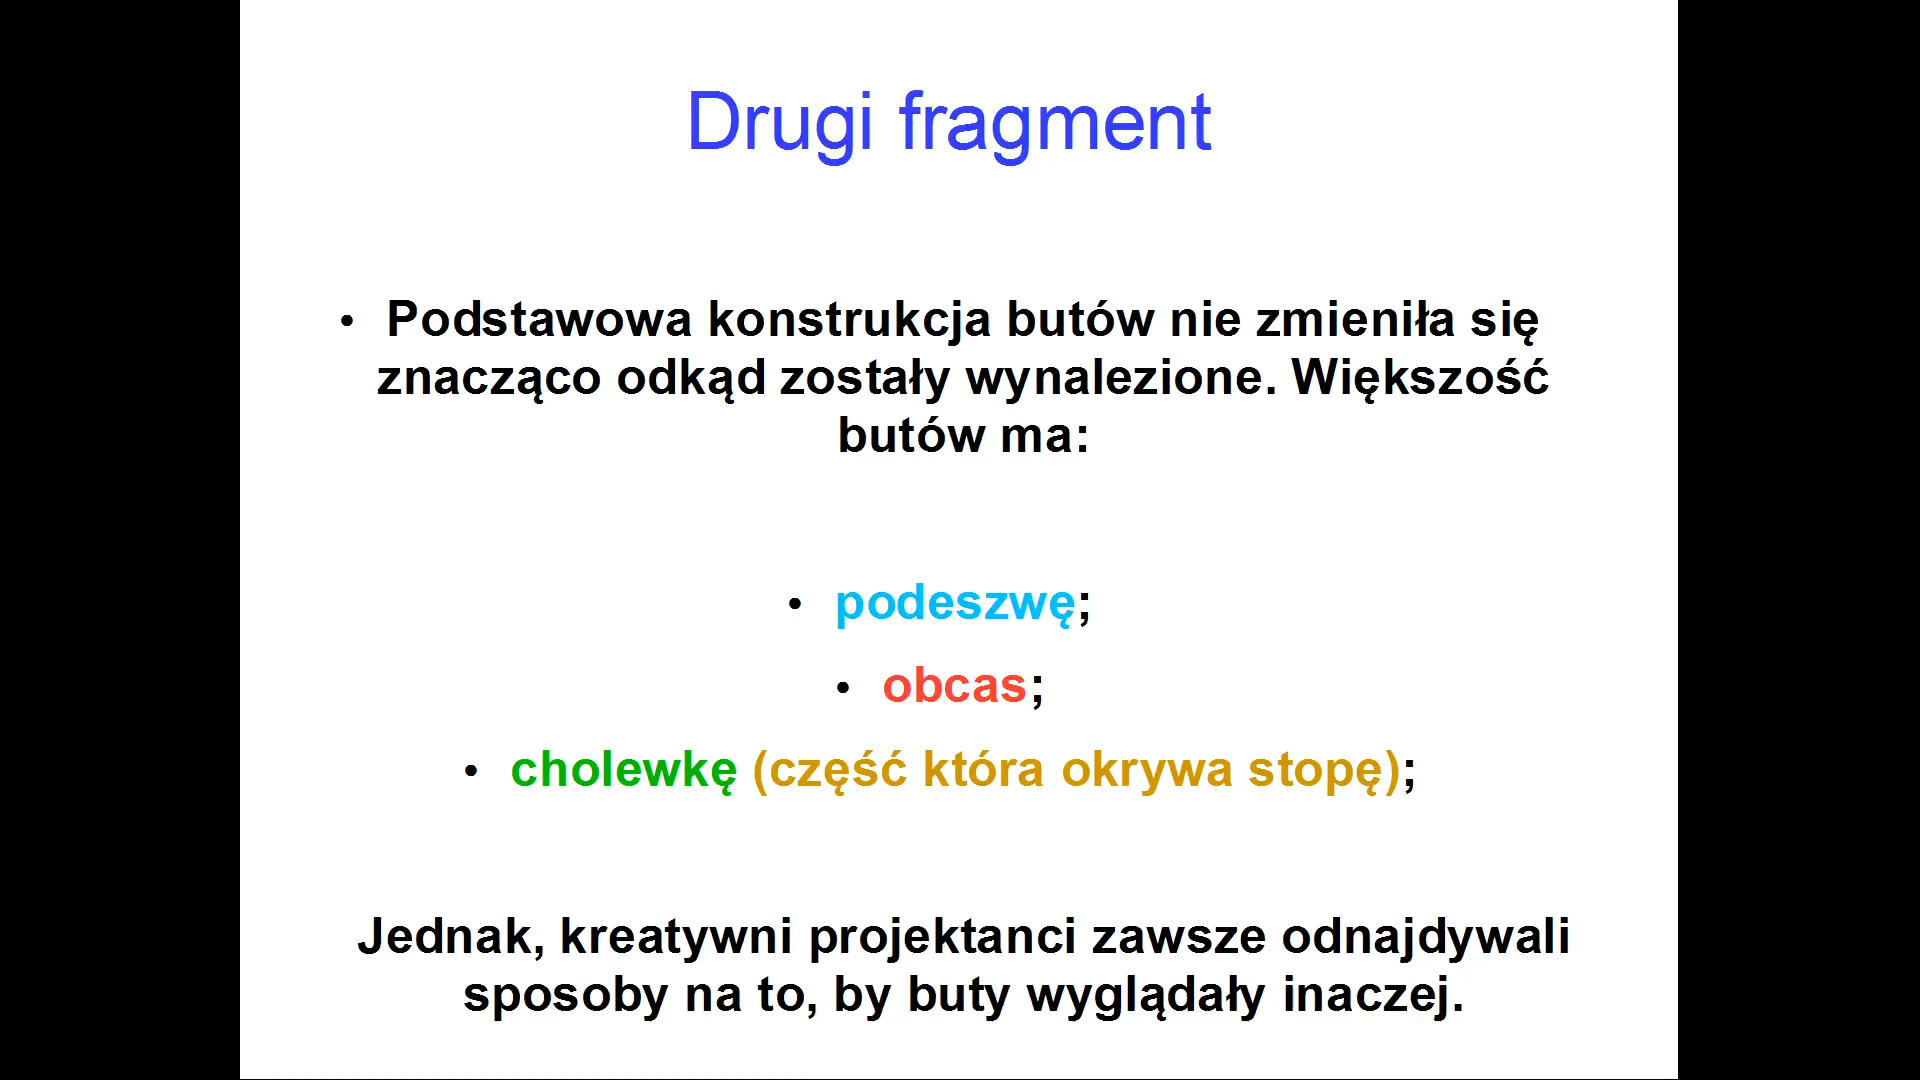 Drugi fragment
• Podstawowa konstrukcja butów nie zmieniła się
znacząco odkąd zostały wynalezione. Większość
butów ma:
• podeszwę;
• obcas;
• cholewkę (część która okrywa stopę);
Jednak, kreatywni projektanci zawsze odnajdywali
sposoby na to, by buty wyglądały inaczej.